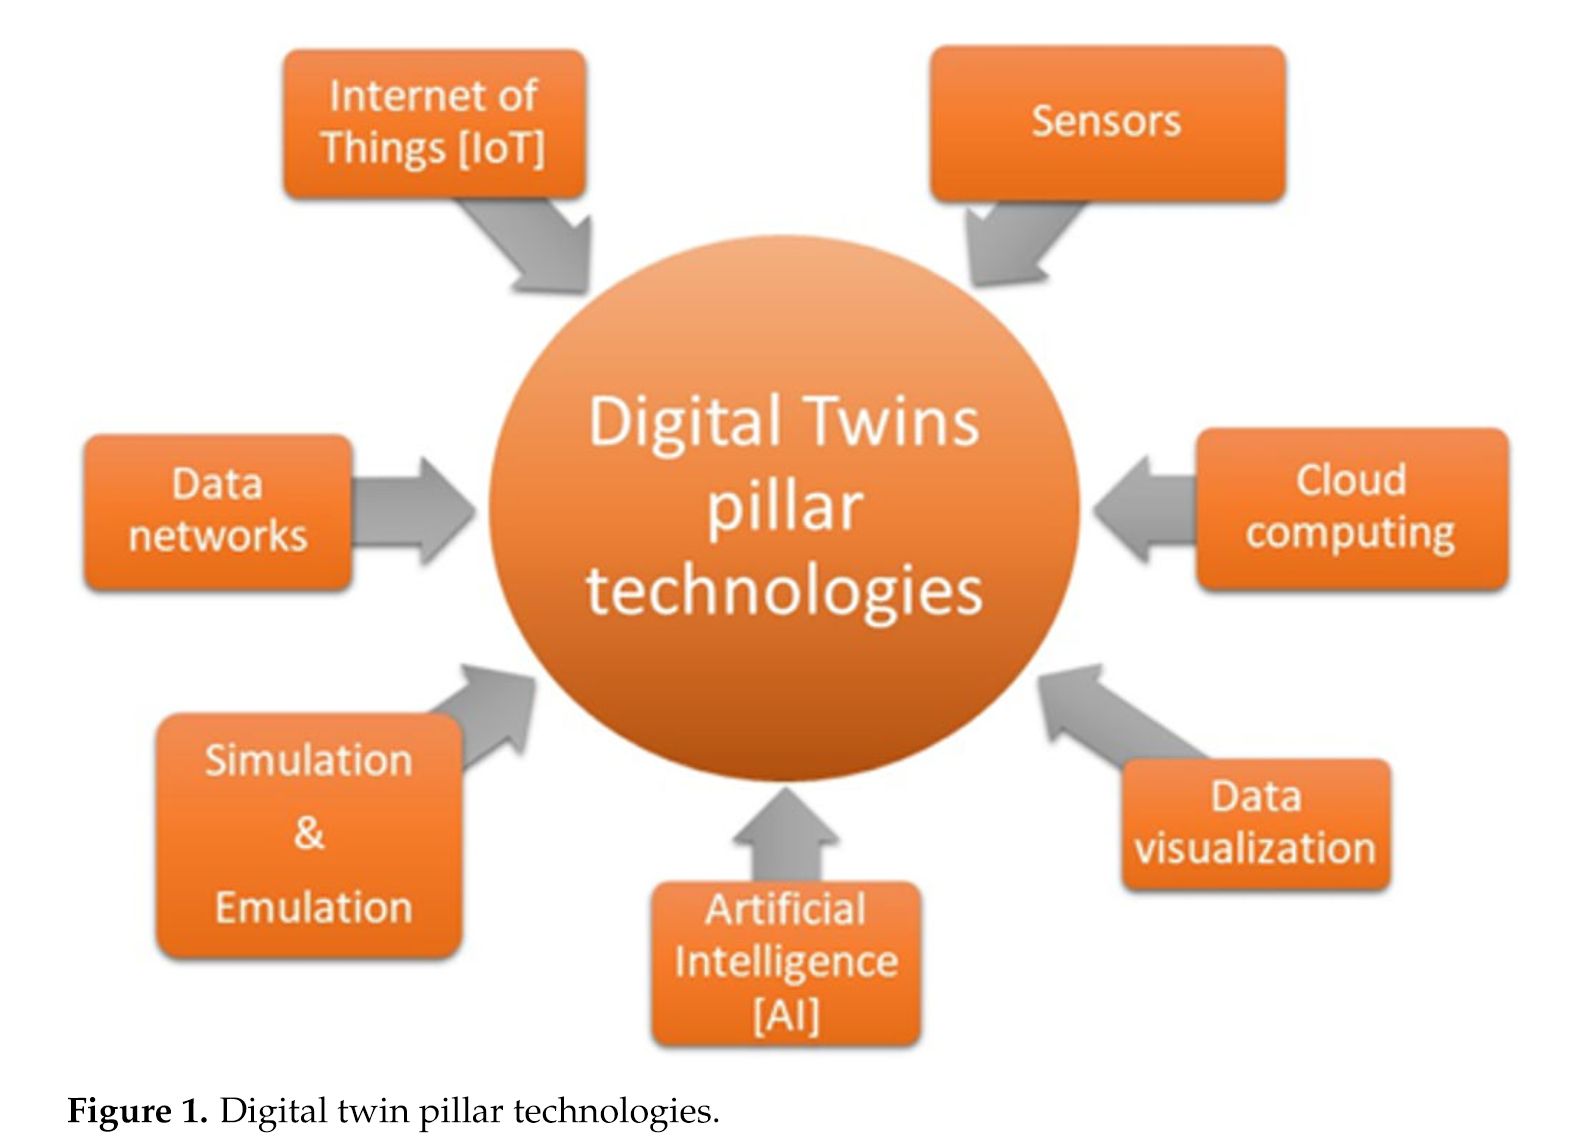 Internet of
Things [IoT]
Sensors
Digital Twins
pillar
technologies
Data
networks
Cloud
computing
Simulation
&
Emulation
Data
visualization
Artificial
Intelligence
[AI]
Figure 1. Digital twin pillar technologies.